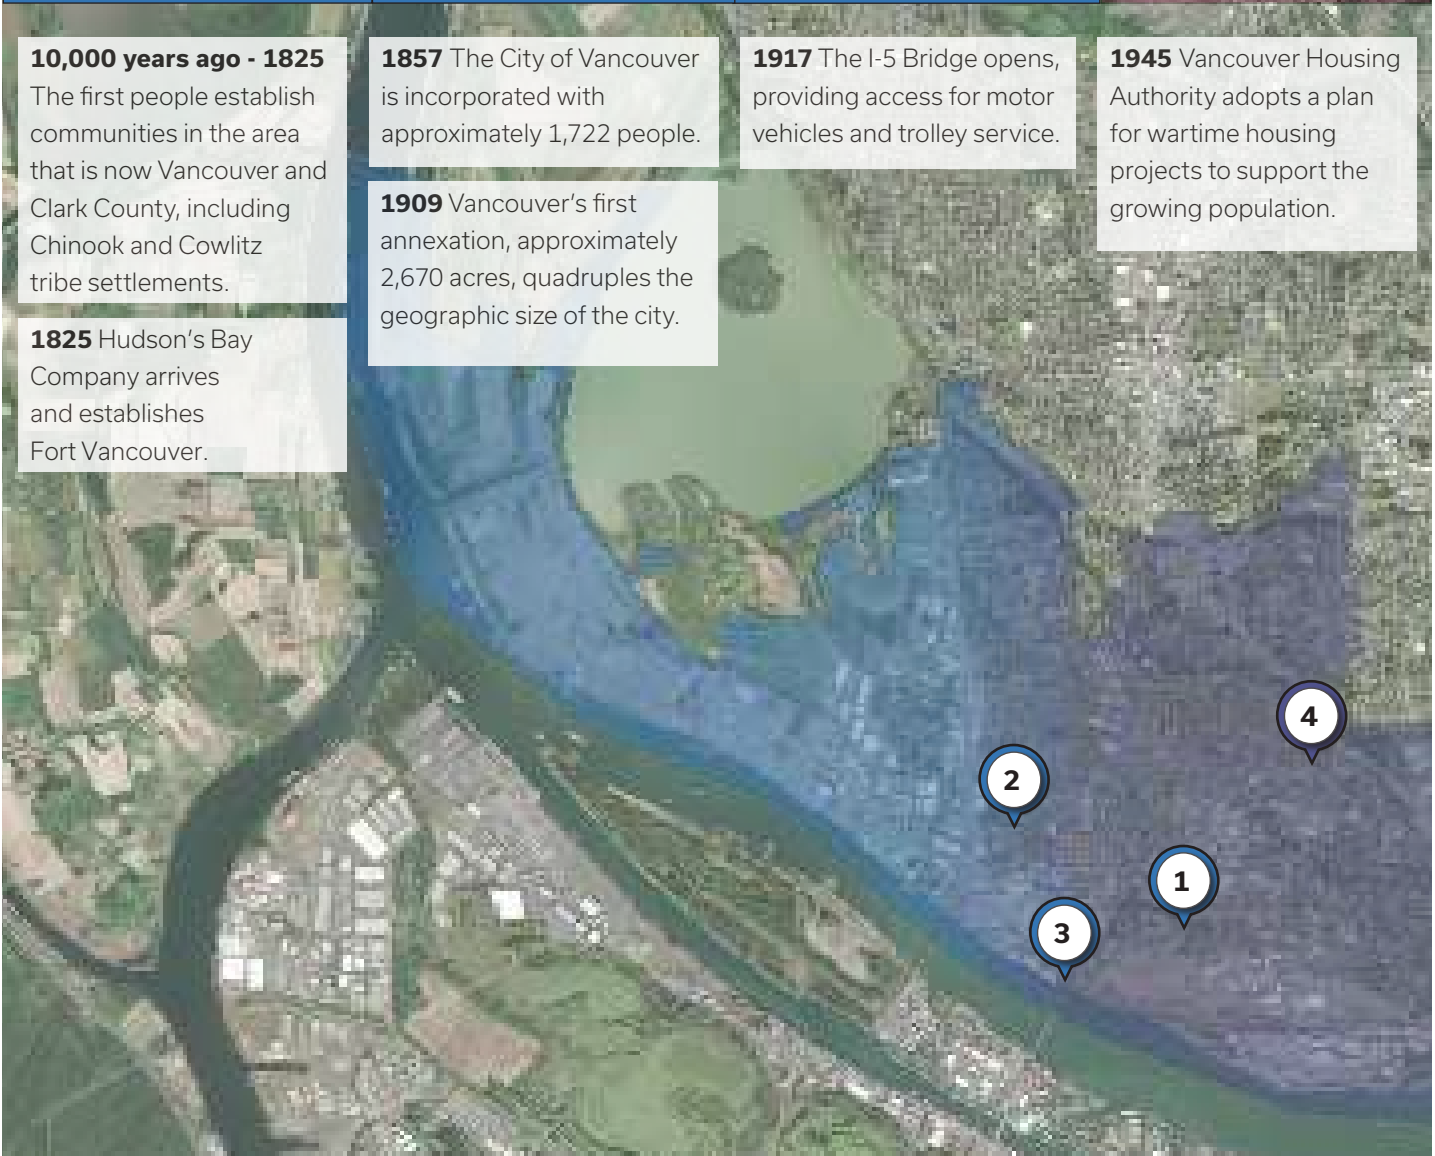 10,000 years ago - 1825
The first people establish
communities in the area
that is now Vancouver and
Clark County, including
Chinook and Cowlitz
tribe settlements.
1825 Hudson's Bay
Company arrives
and establishes
Fort Vancouver.
1857 The City of Vancouver
is incorporated with
approximately 1,722 people.
1909 Vancouver's first
annexation, approximately
2,670 acres, quadruples the
geographic size of the city.
1917 The I-5 Bridge opens,
providing access for motor
vehicles and trolley service.
1945 Vancouver Housing
Authority adopts a plan
for wartime housing
projects to support the
growing population.
4
2
1
3